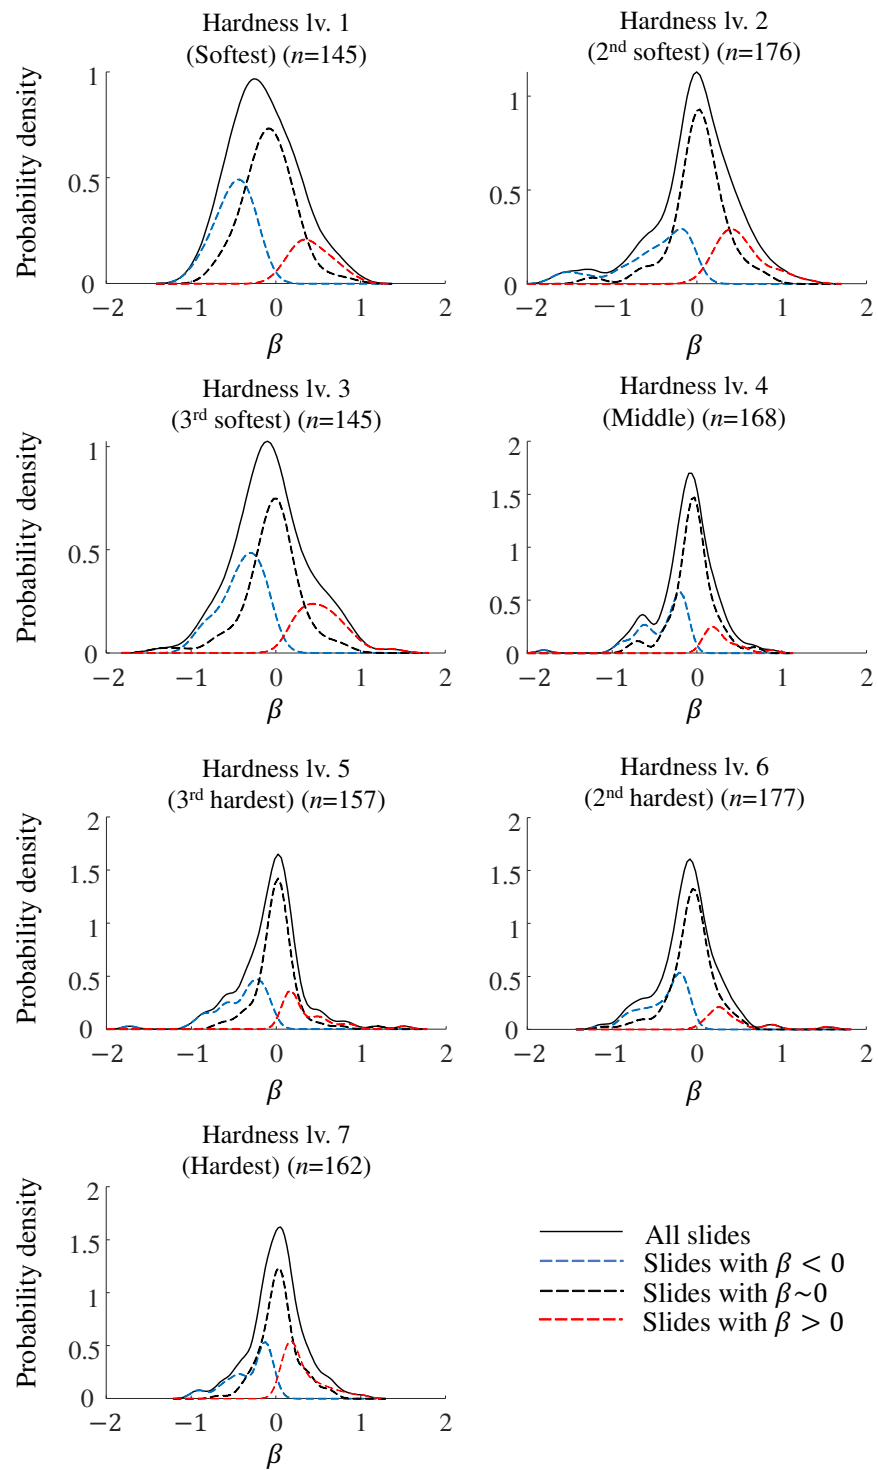 Hardness lv. 1
(Softest) (n=145)
Probability density
1
0.5
0
−2
−1
0
1
2
β
Hardness lv. 2
(2nd softest) (n=176)
1
0.5
0
−2
−1
0
1
2
β
Hardness lv. 3
(3rd softest) (n=145)
Probability density
1
0.5
0
−2
−1
0
1
2
β
Hardness lv. 4
(Middle) (n=168)
2
1.5
1
0.5
0
−2
−1
0
1
2
β
Hardness lv. 5
(3rd hardest) (n=157)
Probability density
2
1.5
1
0.5
0
−2
−1
0
1
2
β
Hardness lv. 6
(2nd hardest) (n=177)
2
1.5
1
0.5
0
−2
−1
0
1
2
β
Hardness lv. 7
(Hardest) (n=162)
Probability density
2
1.5
1
0.5
0
−2
−1
0
1
2
β
All slides
Slides with β < 0
Slides with β~0
Slides with β > 0